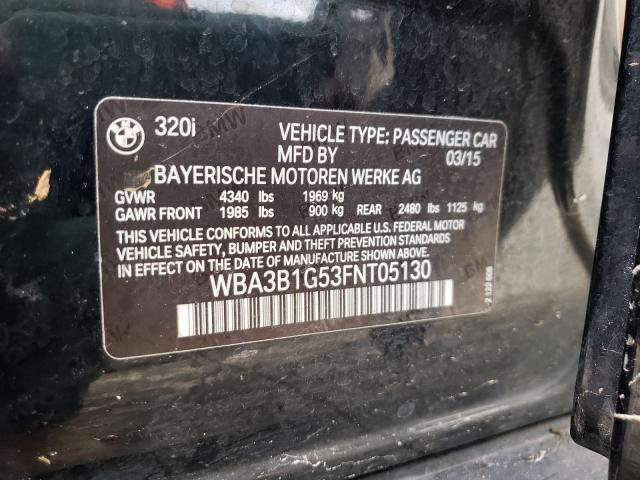 320i VEHICLE TYPE: PASSENGER CAR
MFD BY 03/15
BAYERISCHE MOTOREN WERKE AG
GVWR 4340 lbs 1969 kg
GAWR FRONT 1985 lbs 900 kg REAR 2480 lbs 1125 kg
THIS VEHICLE CONFORMS TO ALL APPLICABLE U.S. FEDERAL MOTOR
VEHICLE SAFETY, BUMPER AND THEFT PREVENTION STANDARDS
IN EFFECT ON THE DATE OF MANUFACTURE SHOWN ABOVE.
WBA3B1G53FNT05130